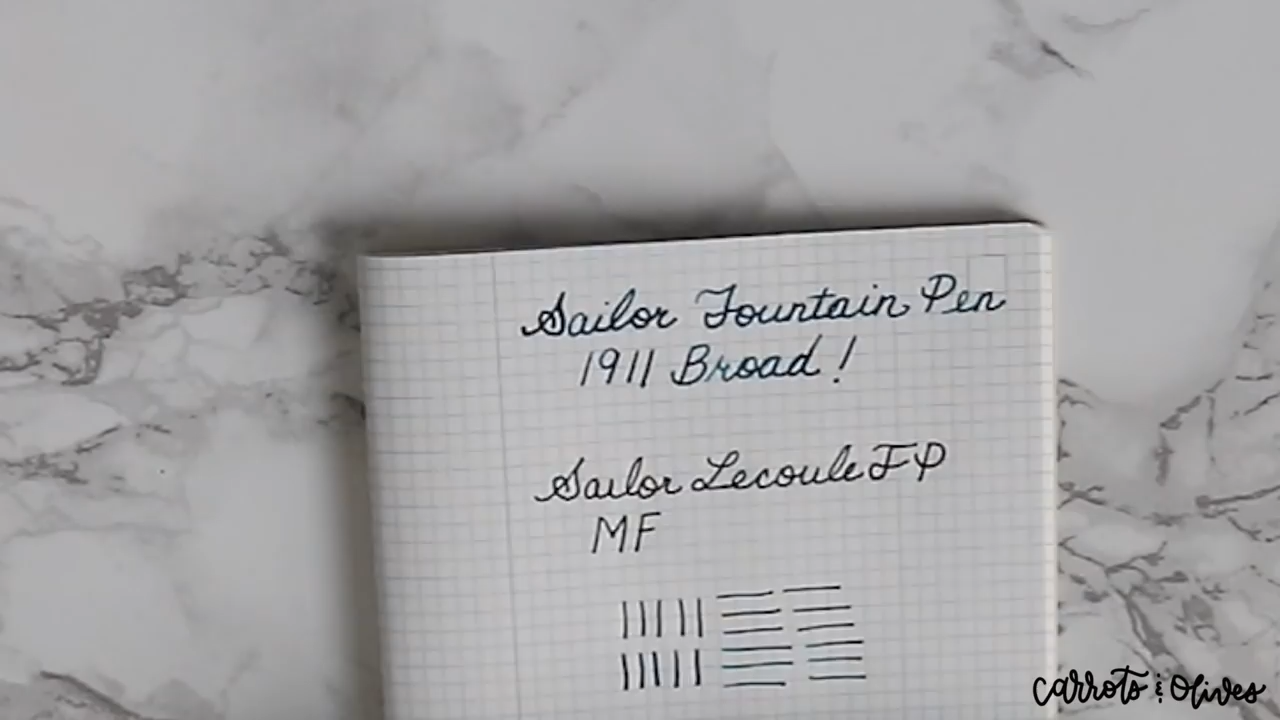 Sailor Fountain Pen
1911 Broad!
Sailor Lecoule FP
MF
carrots & Olives